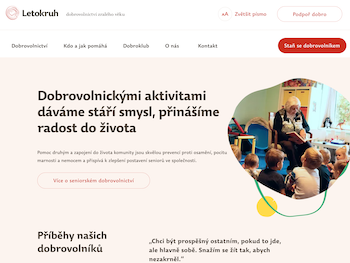 Letokruh
dobrovolnictví zralého věku
aA Zvětšit písmo
Podpoř dobro
Dobrovolnictví
Kdo a jak pomáhá
Dobroklub
O nás
Kontakt
Staň se dobrovolníkem
Dobrovolnickými aktivitami
dáváme stáří smysl, přinášíme
radost do života
Pomoc druhým a zapojení do života komunity jsou skvělou prevencí proti osamění, pocitu
marnosti a nemocem a přispívá k zlepšení postavení seniorů ve společnosti.
Více o seniorském dobrovolnictví
Příběhy našich
dobrovolníků
„Chci být prospěšný ostatním, pokud to jde,
ale hlavně sobě. Snažím se žít tak, abych
nezakrněl.“